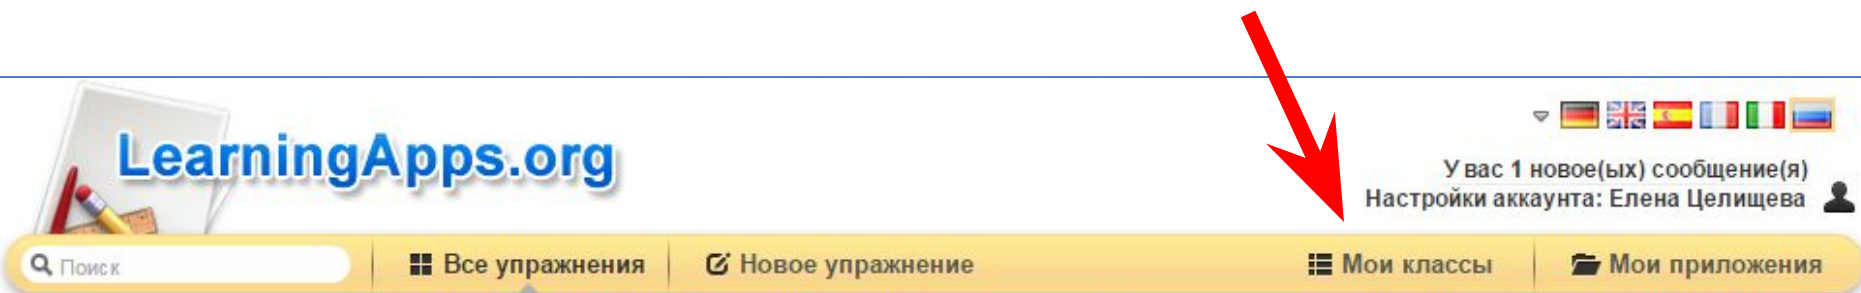 LearningApps.org
У вас 1 новое(ых) сообщение(я)
Настройки аккаунта: Елена Целищева
Поиск
Все упражнения
Новое упражнение
Мои классы
Мои приложения